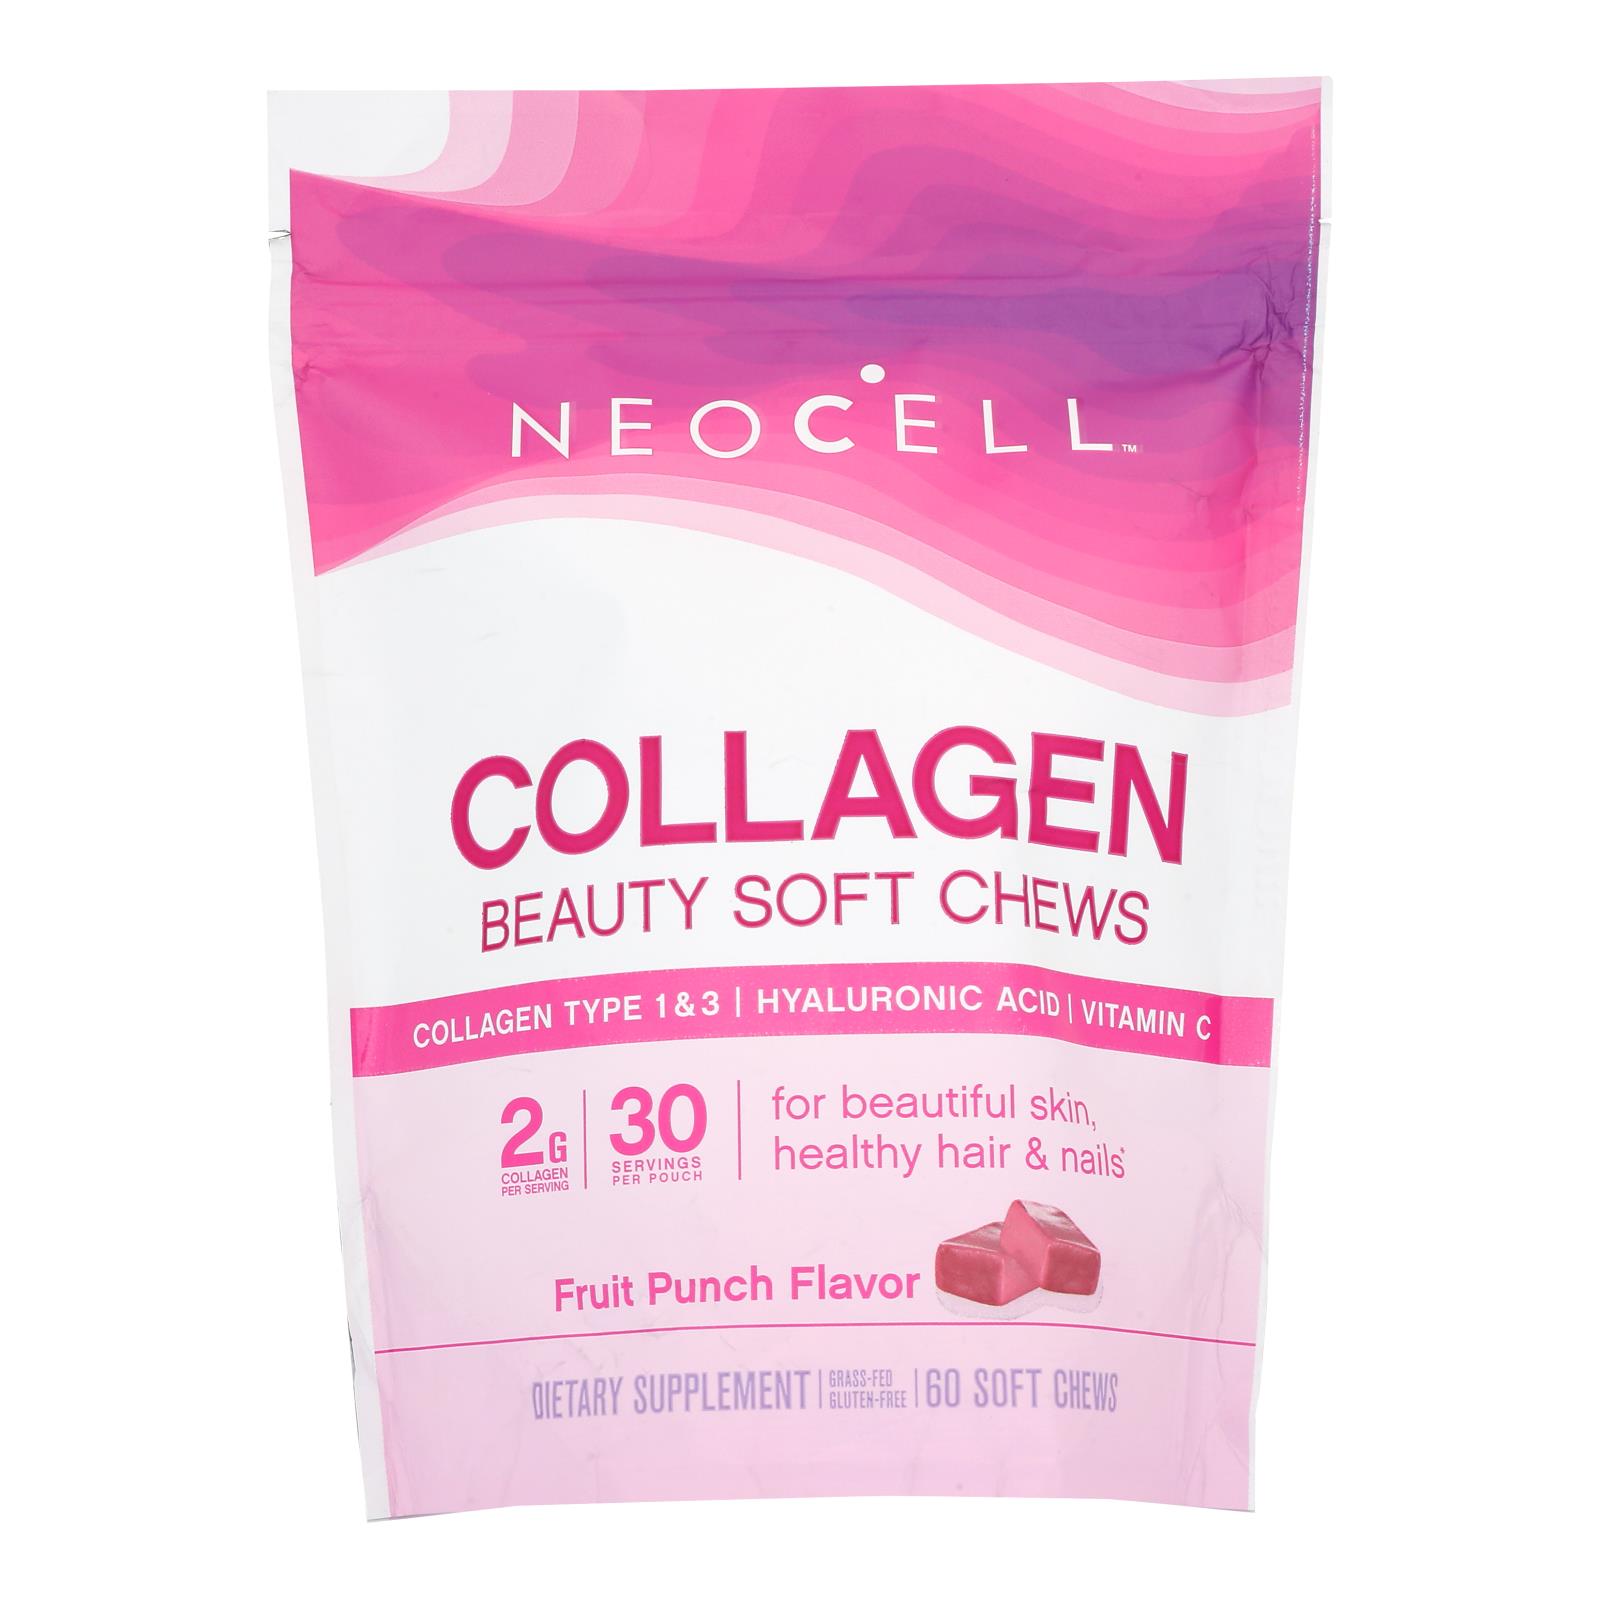 NEOCELL™
COLLAGEN
BEAUTY SOFT CHEWS
COLLAGEN TYPE 1 & 3 | HYALURONIC ACID | VITAMIN C
2G
COLLAGEN
PER SERVING
30
SERVINGS
PER POUCH
for beautiful skin,
healthy hair & nails*
Fruit Punch Flavor
DIETARY SUPPLEMENT | GRASS-FED
GLUTEN-FREE | 60 SOFT CHEWS